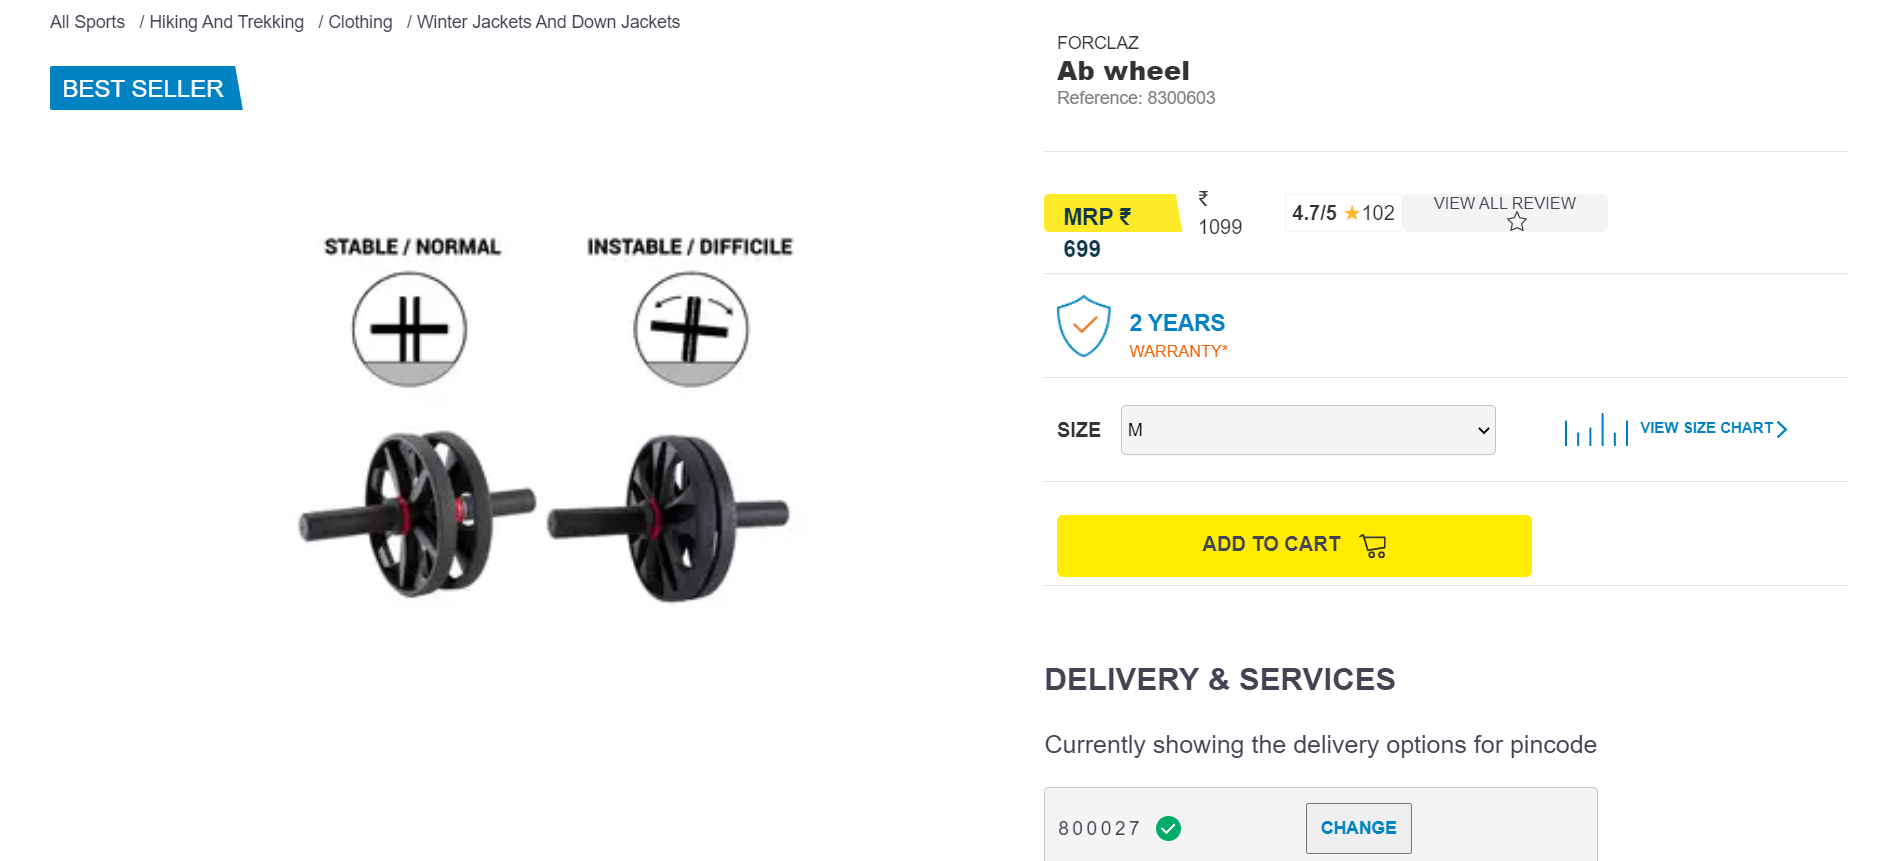 All Sports / Hiking And Trekking / Clothing / Winter Jackets And Down Jackets
BEST SELLER
STABLE / NORMAL
INSTABLE / DIFFICILE
FORCLAZ
Ab wheel
Reference: 8300603
MRP ₹
699
₹
1099
4.7/5 ★102
VIEW ALL REVIEW
2 YEARS
WARRANTY*
SIZE
M
VIEW SIZE CHART
ADD TO CART
DELIVERY & SERVICES
Currently showing the delivery options for pincode
800027
CHANGE